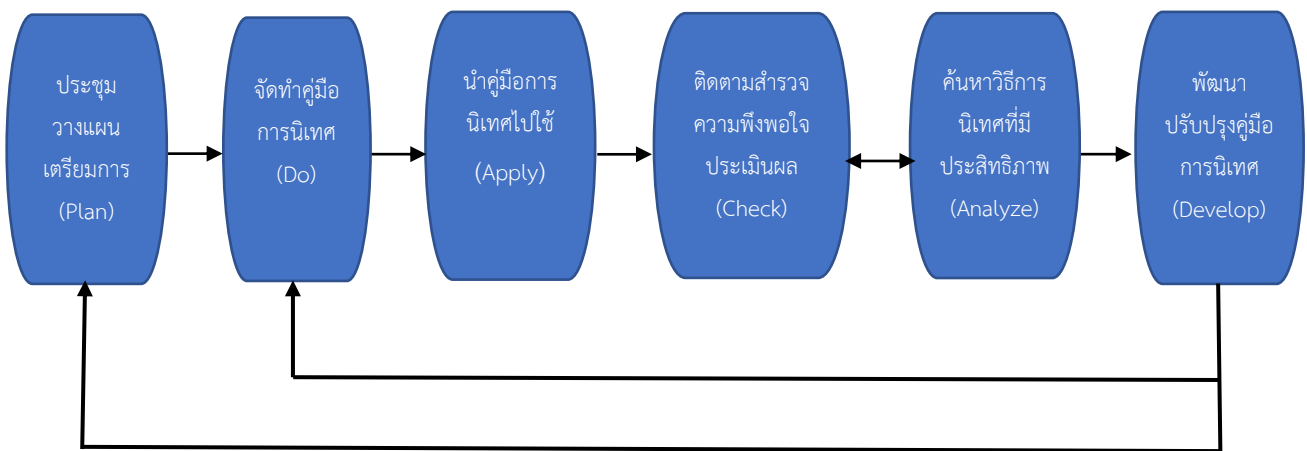 ประชุม
วางแผน
เตรียมการ
(Plan)
จัดทำคู่มือ
การนิเทศ
(Do)
นำคู่มือการ
นิเทศไปใช้
(Apply)
ติดตามสำรวจ
ความพึงพอใจ
ประเมินผล
(Check)
ค้นหาวิธีการ
นิเทศที่มี
ประสิทธิภาพ
(Analyze)
พัฒนา
ปรับปรุงคู่มือ
การนิเทศ
(Develop)